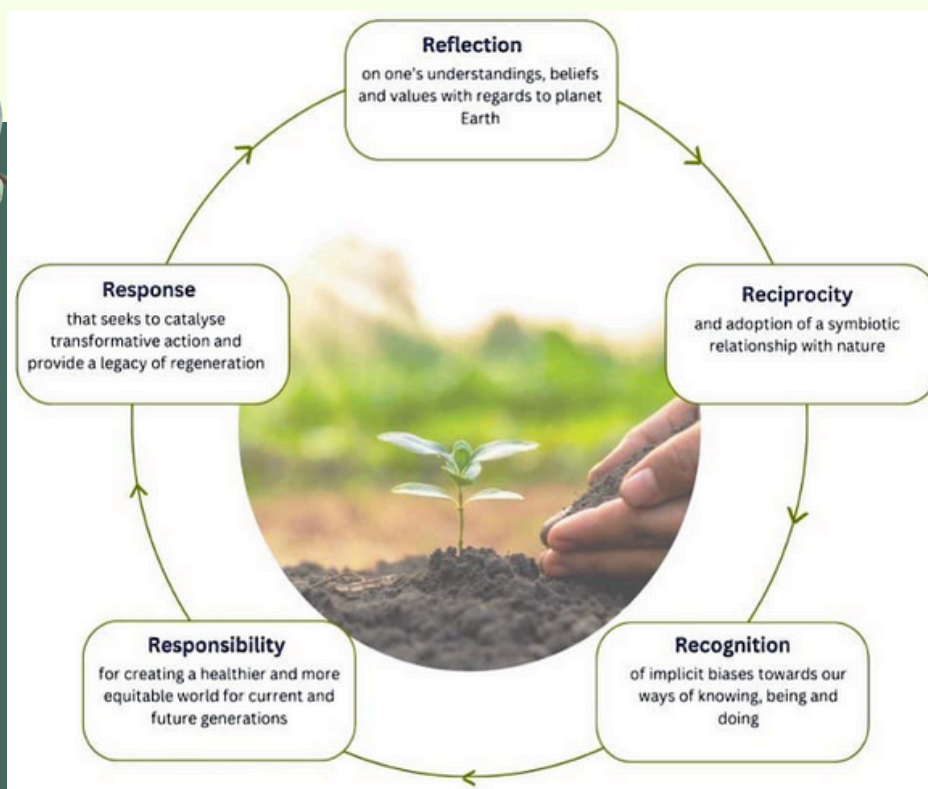 Reflection
on one's understandings, beliefs
and values with regards to planet
Earth
Reciprocity
and adoption of a symbiotic
relationship with nature
Recognition
of implicit biases towards our
ways of knowing, being and
doing
Responsibility
for creating a healthier and more
equitable world for current and
future generations
Response
that seeks to catalyse
transformative action and
provide a legacy of regeneration